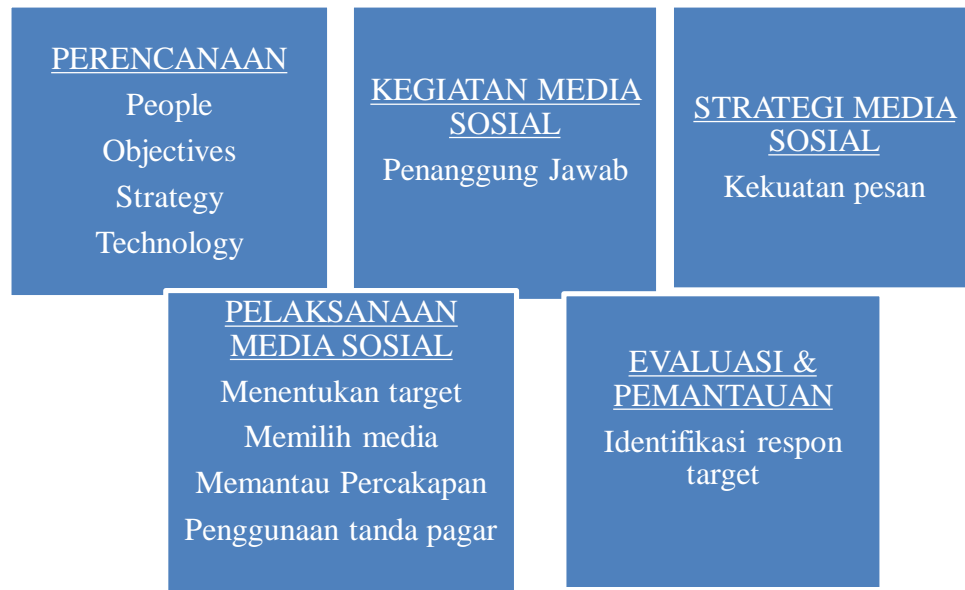 PERENCANAAN
People
Objectives
Strategy
Technology
KEGIATAN MEDIA
SOSIAL
Penanggung Jawab
STRATEGI MEDIA
SOSIAL
Kekuatan pesan
PELAKSANAAN
MEDIA SOSIAL
Menentukan target
Memilih media
Memantau Percakapan
Penggunaan tanda pagar
EVALUASI &
PEMANTAUAN
Identifikasi respon
target